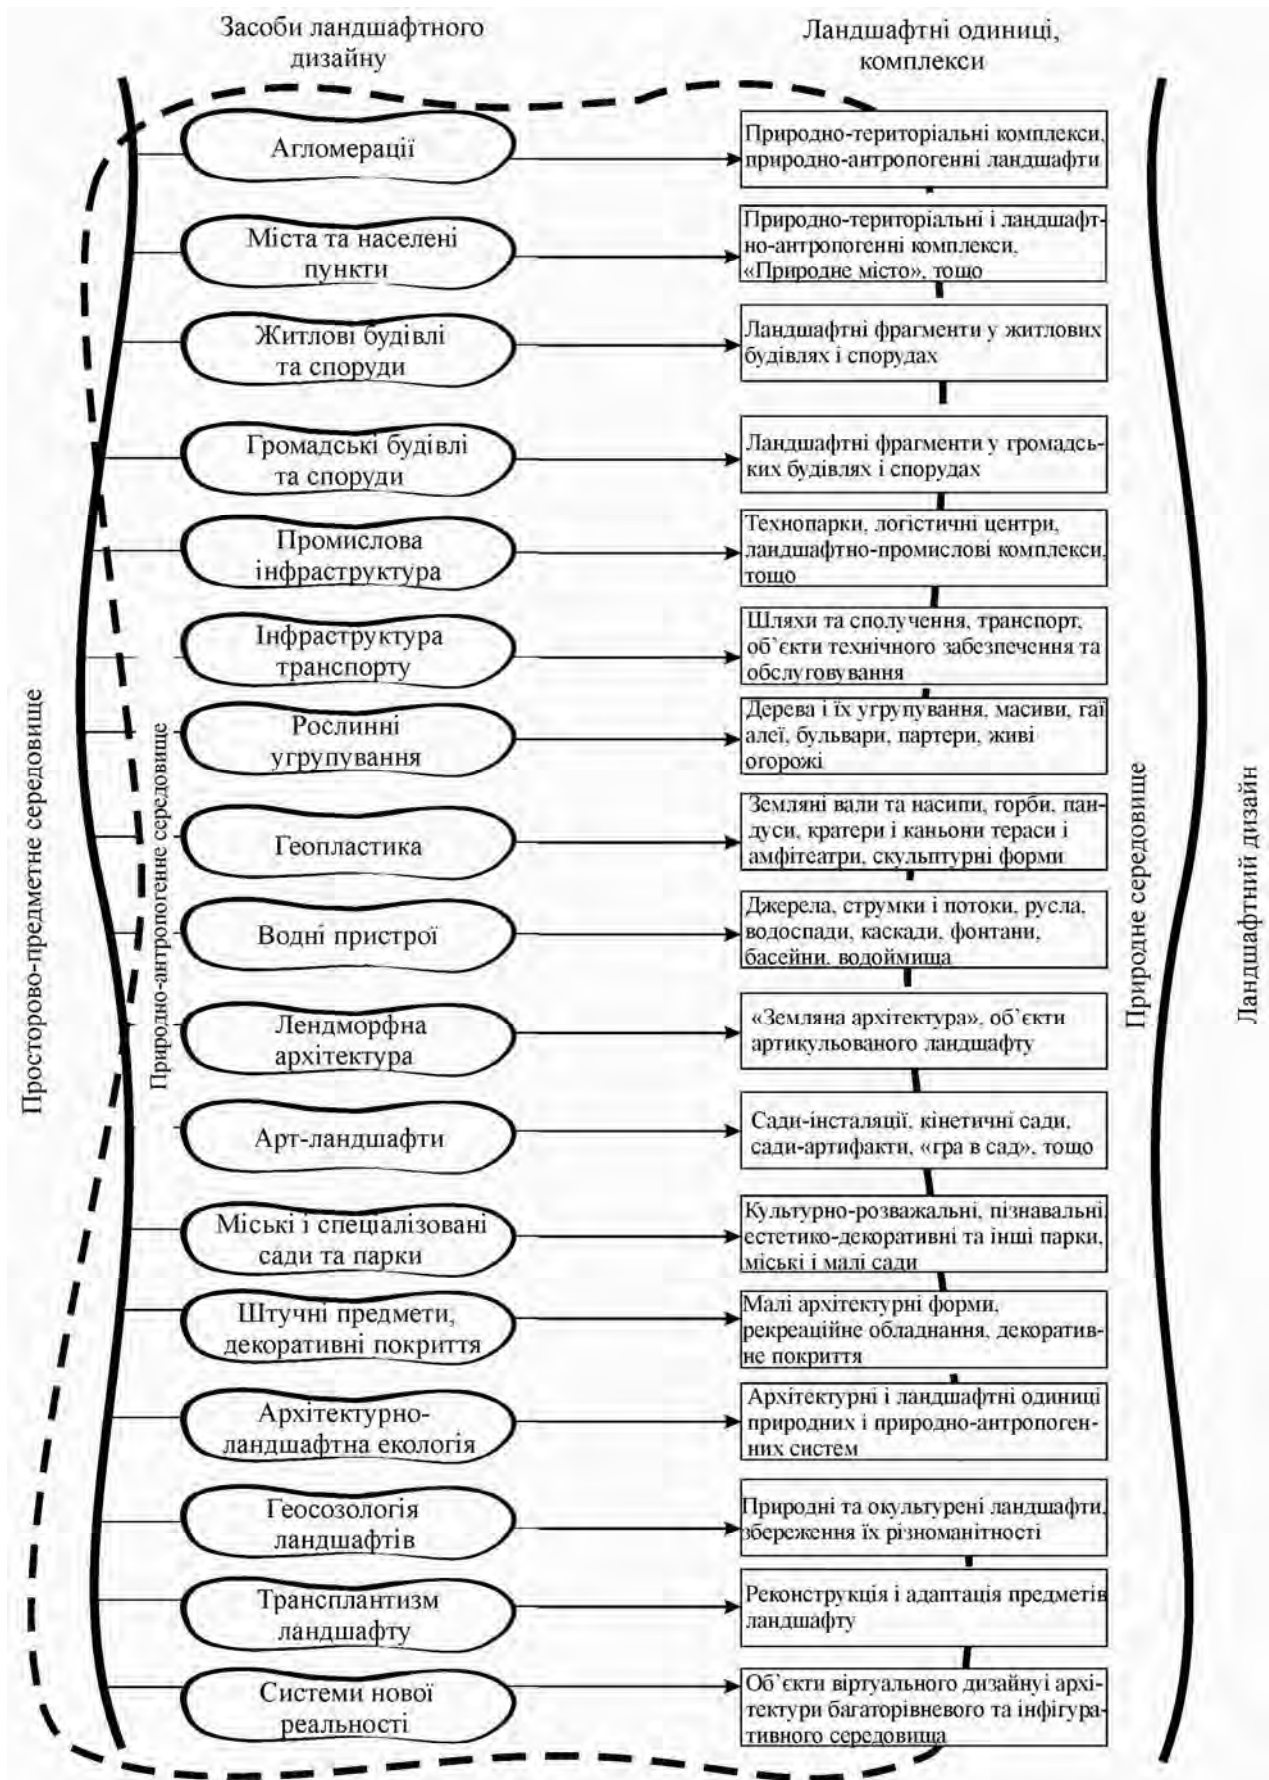 Засоби ландшафтного
дизайну
Ландшафтні одиниці,
комплекси
Агломерації
Природно-територіальні комплекси,
природно-антропогенні ландшафти
Міста та населені
пункти
Природно-територіальні і ландшафт-
но-антропогенні комплекси,
«Природне місто», тощо
Житлові будівлі
та споруди
Ландшафтні фрагменти у житлових
будівлях і спорудах
Громадські будівлі
та споруди
Ландшафтні фрагменти у громадсь-
ких будівлях і спорудах
Промислова
інфраструктура
Технопарки, логістичні центри,
ландшафтно-промислові комплекси,
тощо
Інфраструктура
транспорту
Шляхи та сполучення, транспорт,
об’єкти технічного забезпечення та
обслуговування
Рослинні
угрупування
Дерева і їх угрупування, масиви, гаї
алеї, бульвари, партери, живі
огорожі
Геопластика
Земляні вали та насипи, горби, пан-
дуси, кратери і каньони тераси і
амфітеатри, скульптурні форми
Водні пристрої
Джерела, струмки і потоки, русла,
водоспади, каскади, фонтани,
басейни, водоймища
Лендморфна
архітектура
«Земляна архітектура», об’єкти
артикульованого ландшафту
Арт-ландшафти
Сади-інсталяції, кінетичні сади,
сади-артифакти, «гра в сад», тощо
Міські і спеціалізовані
сади та парки
Культурно-розважальні, пізнавальні,
естетико-декоративні та інші парки,
міські і малі сади
Штучні предмети,
декоративні покриття
Малі архітектурні форми,
рекреаційне обладнання, декоратив-
не покриття
Архітектурно-
ландшафтна екологія
Архітектурні і ландшафтні одиниці
природних і природно-антропоген-
них систем
Геосозологія
ландшафтів
Природні та окультурені ландшафти,
збереження їх різноманітності
Трансплантизм
ландшафту
Реконструкція і адаптація предметів
ландшафту
Системи нової
реальності
Об’єкти віртуального дизайнуі архі-
тектури багаторівневого та інфігура-
тивного середовища
Просторово-предметне середовище
Природно-антропогенне середовище
Природне середовище
Ландшафтний дизайн